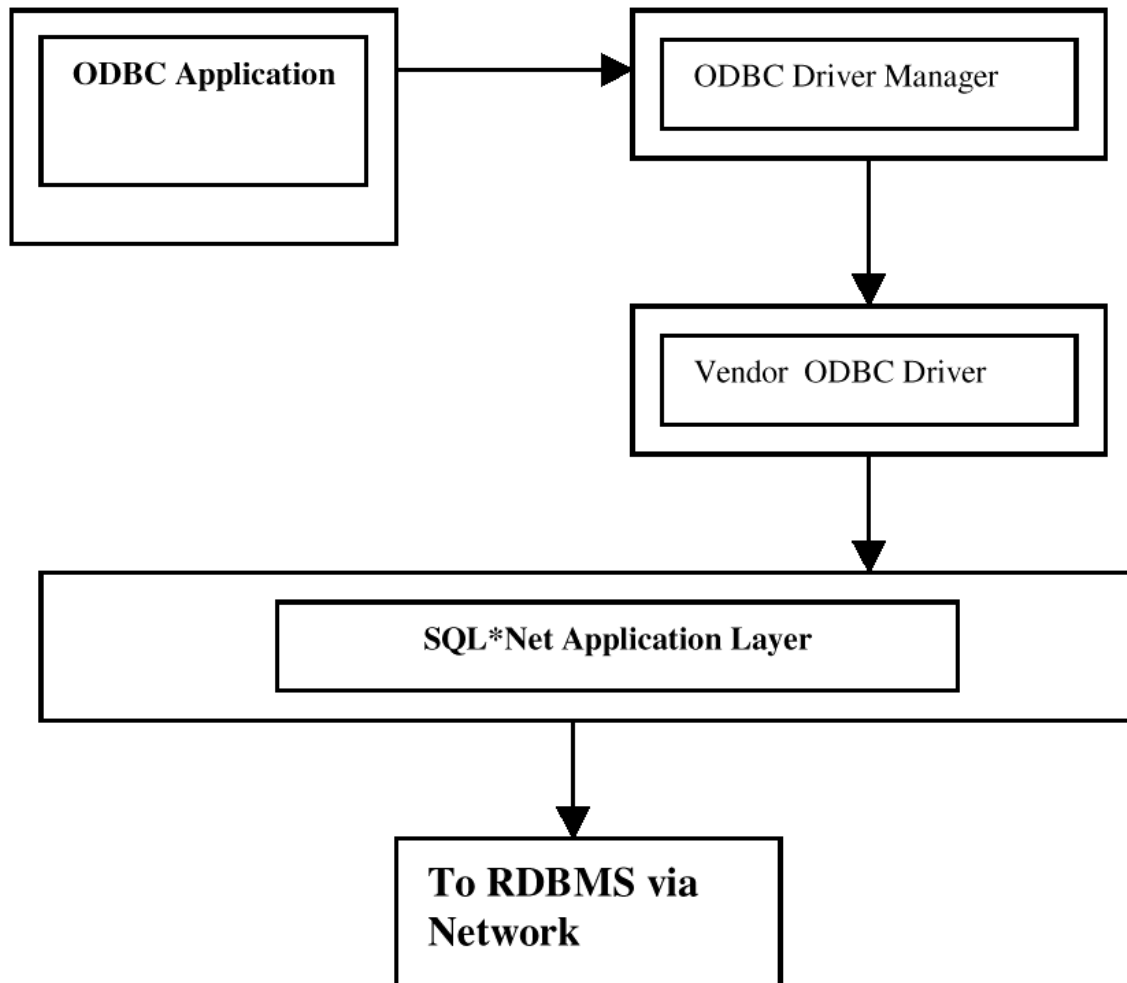 ODBC Application
ODBC Driver Manager
Vendor ODBC Driver
SQL*Net Application Layer
To RDBMS via
Network